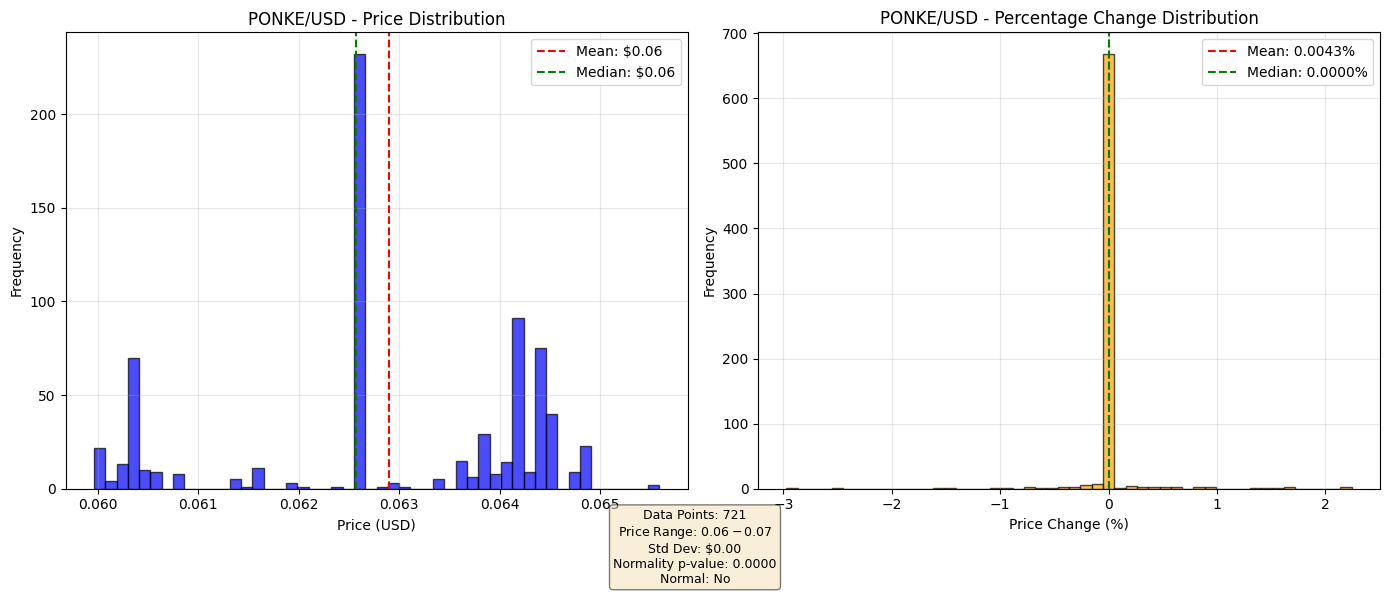 PONKE/USD - Price Distribution
Mean: $0.06
Median: $0.06
Frequency
200
150
100
50
0
0.060
0.061
0.062
0.063
0.064
0.065
Price (USD)
PONKE/USD - Percentage Change Distribution
Mean: 0.0043%
Median: 0.0000%
Frequency
700
600
500
400
300
200
100
0
−3
−2
−1
0
1
2
Price Change (%)
Data Points: 721
Price Range: 0.06 − 0.07
Std Dev: $0.00
Normality p-value: 0.0000
Normal: No